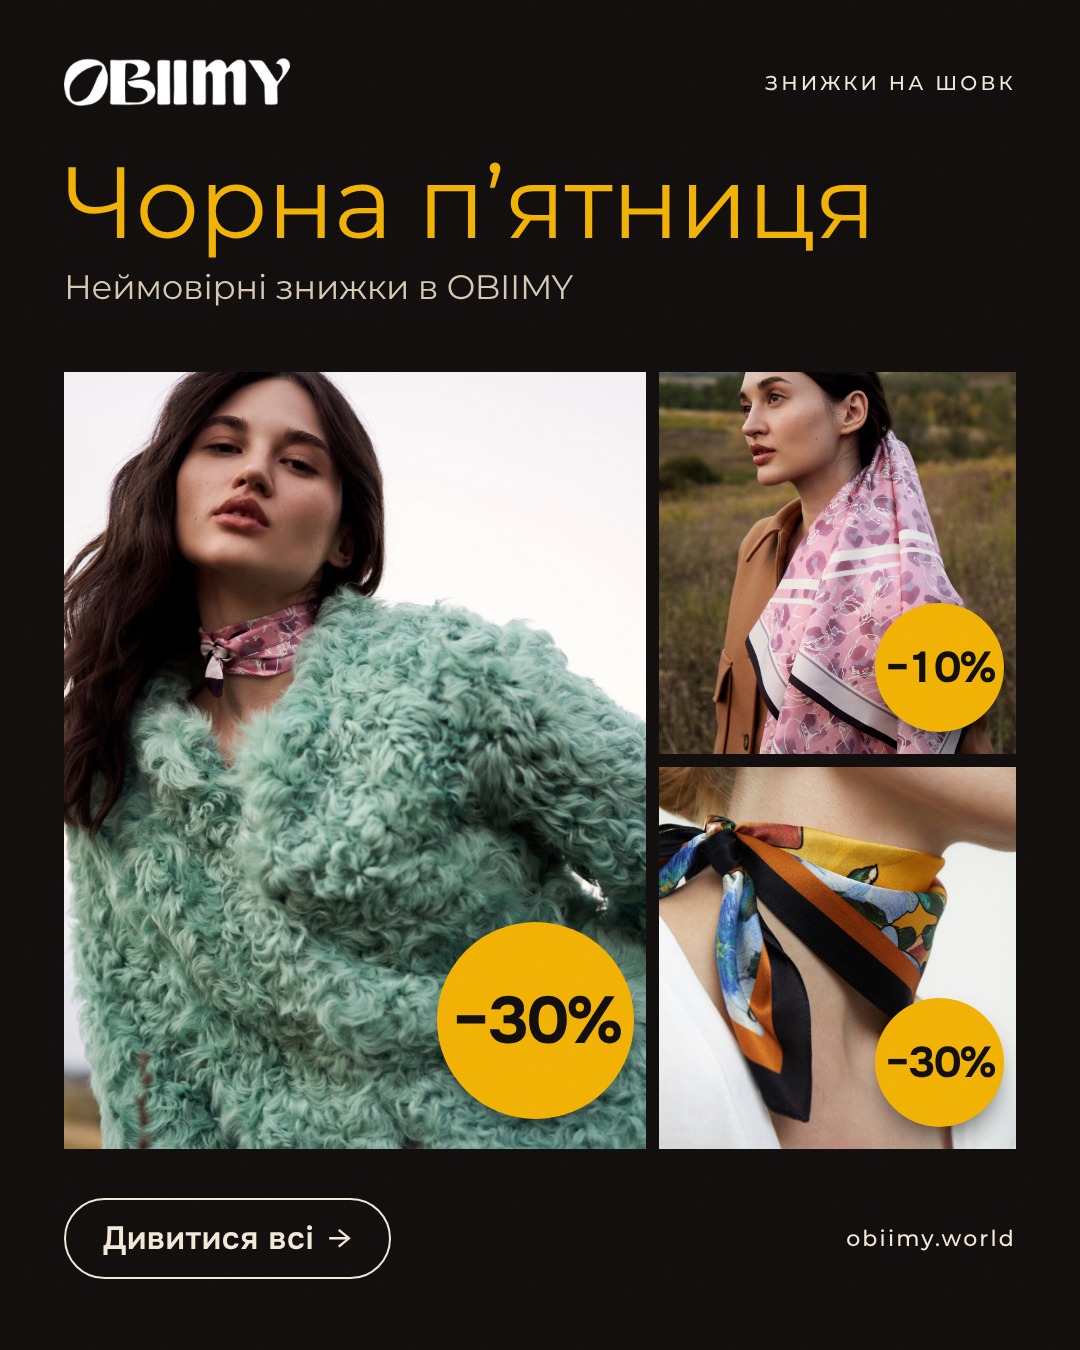 OBIIMY
ЗНИЖКИ НА ШОВК
Чорна п’ятниця
Неймовірні знижки в OBIIMY
-10%
-30%
-30%
Дивитися всі →
obiimy.world